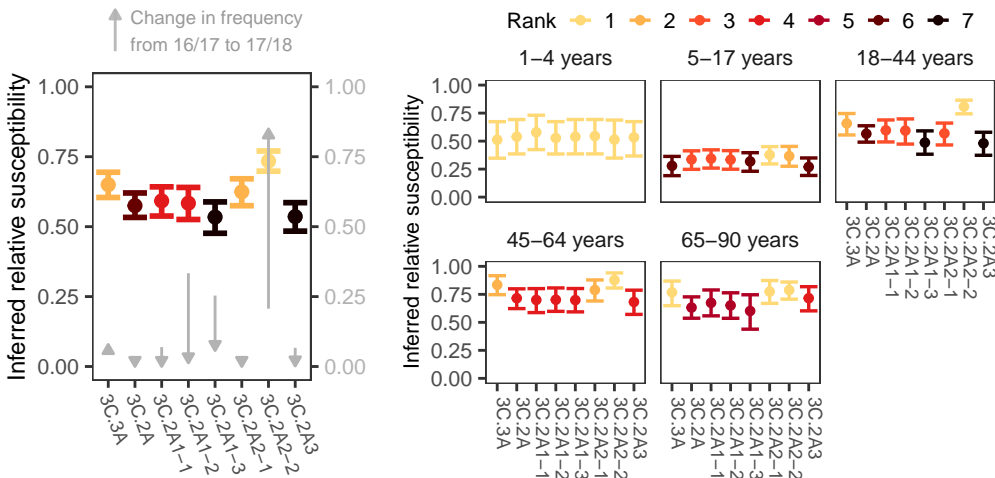 Change in frequency
from 16/17 to 17/18
Inferred relative susceptibility
1.00
0.75
0.50
0.25
0.00
1.00
0.75
0.50
0.25
0.00
3C.3A
3C.2A
3C.2A1−1
3C.2A1−2
3C.2A1−3
3C.2A2−1
3C.2A2−2
3C.2A3
Rank 1 2 3 4 5 6 7
1−4 years
5−17 years
18−44 years
Inferred relative susceptibility
1.00
0.75
0.50
0.25
0.00
3C.3A
3C.2A
3C.2A1−1
3C.2A1−2
3C.2A1−3
3C.2A2−1
3C.2A2−2
3C.2A3
45−64 years
65−90 years
1.00
0.75
0.50
0.25
0.00
3C.3A
3C.2A
3C.2A1−1
3C.2A1−2
3C.2A1−3
3C.2A2−1
3C.2A2−2
3C.2A3
3C.3A
3C.2A
3C.2A1−1
3C.2A1−2
3C.2A1−3
3C.2A2−1
3C.2A2−2
3C.2A3